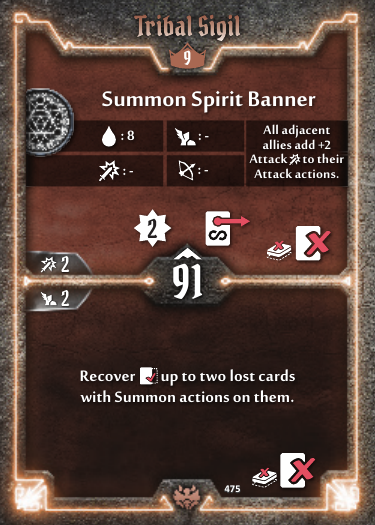 Tribal Sigil
9
Summon Spirit Banner
: 8
: -
: -
: -
All adjacent
allies add +2
Attack to their
Attack actions.
2
2
91
2
Recover up to two lost cards
with Summon actions on them.
475